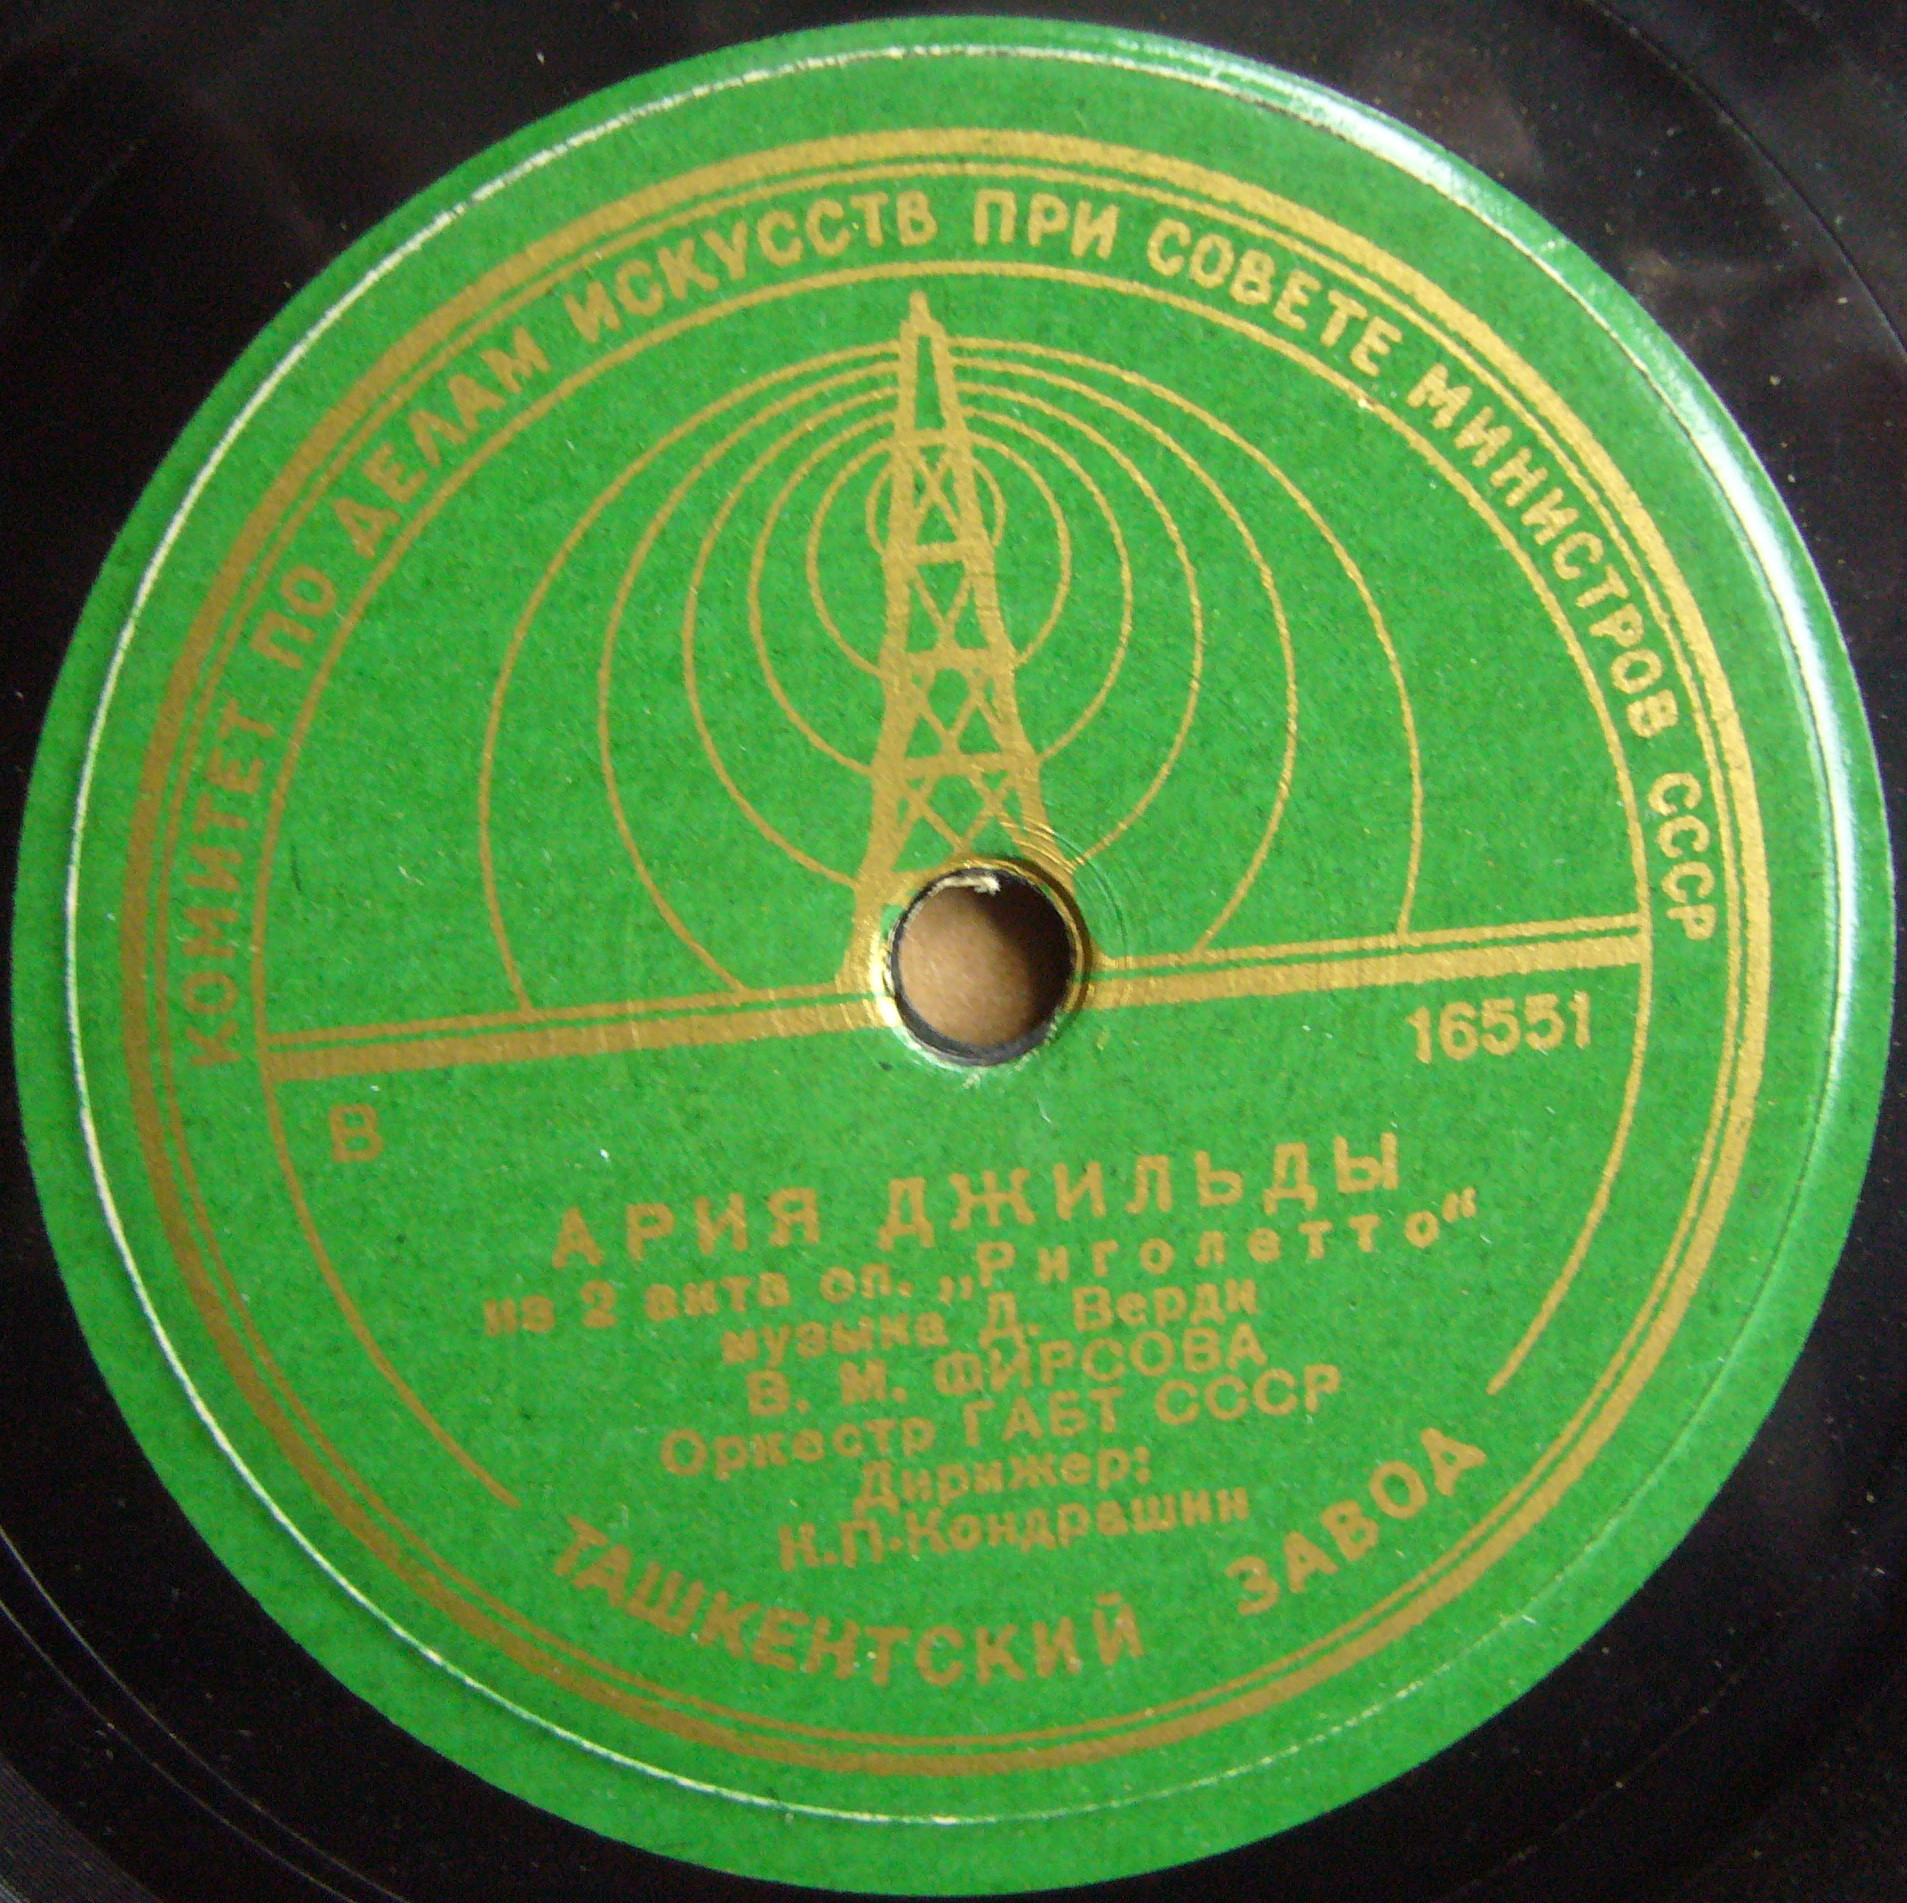 КОМИТЕТ ПО ДЕЛАМ ИСКУССТВ ПРИ СОВЕТЕ МИНИСТРОВ СССР
16551
В
АРИЯ ДЖИЛЬДЫ
из 2 акта оп. „Риголетто“
музыка Д. Верди
В. М. ФИРСОВА
Оркестр ГАБТ СССР
Дирижер:
К.П.Кондрашин
ТАШКЕНТСКИЙ ЗАВОД